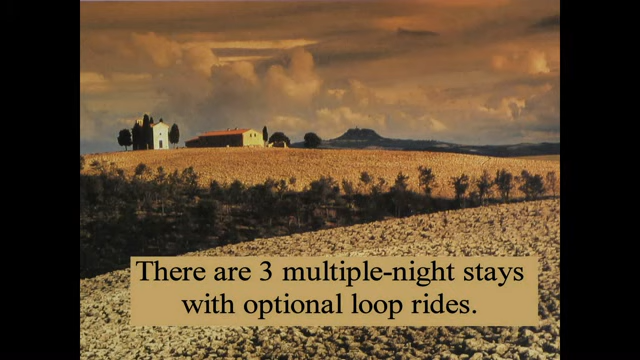 There are 3 multiple-night stays
with optional loop rides.